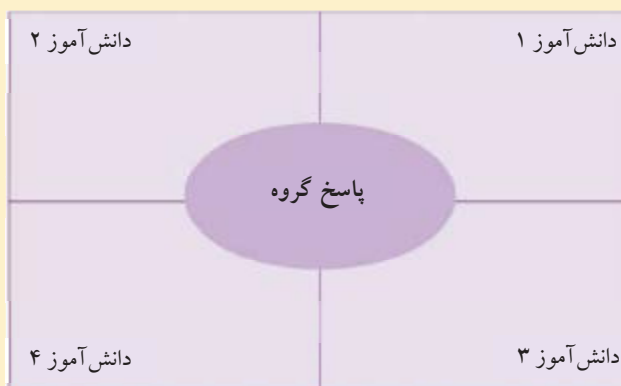 دانش‌آموز ۱
دانش‌آموز ۲
پاسخ گروه
دانش‌آموز ۳
دانش‌آموز ۴